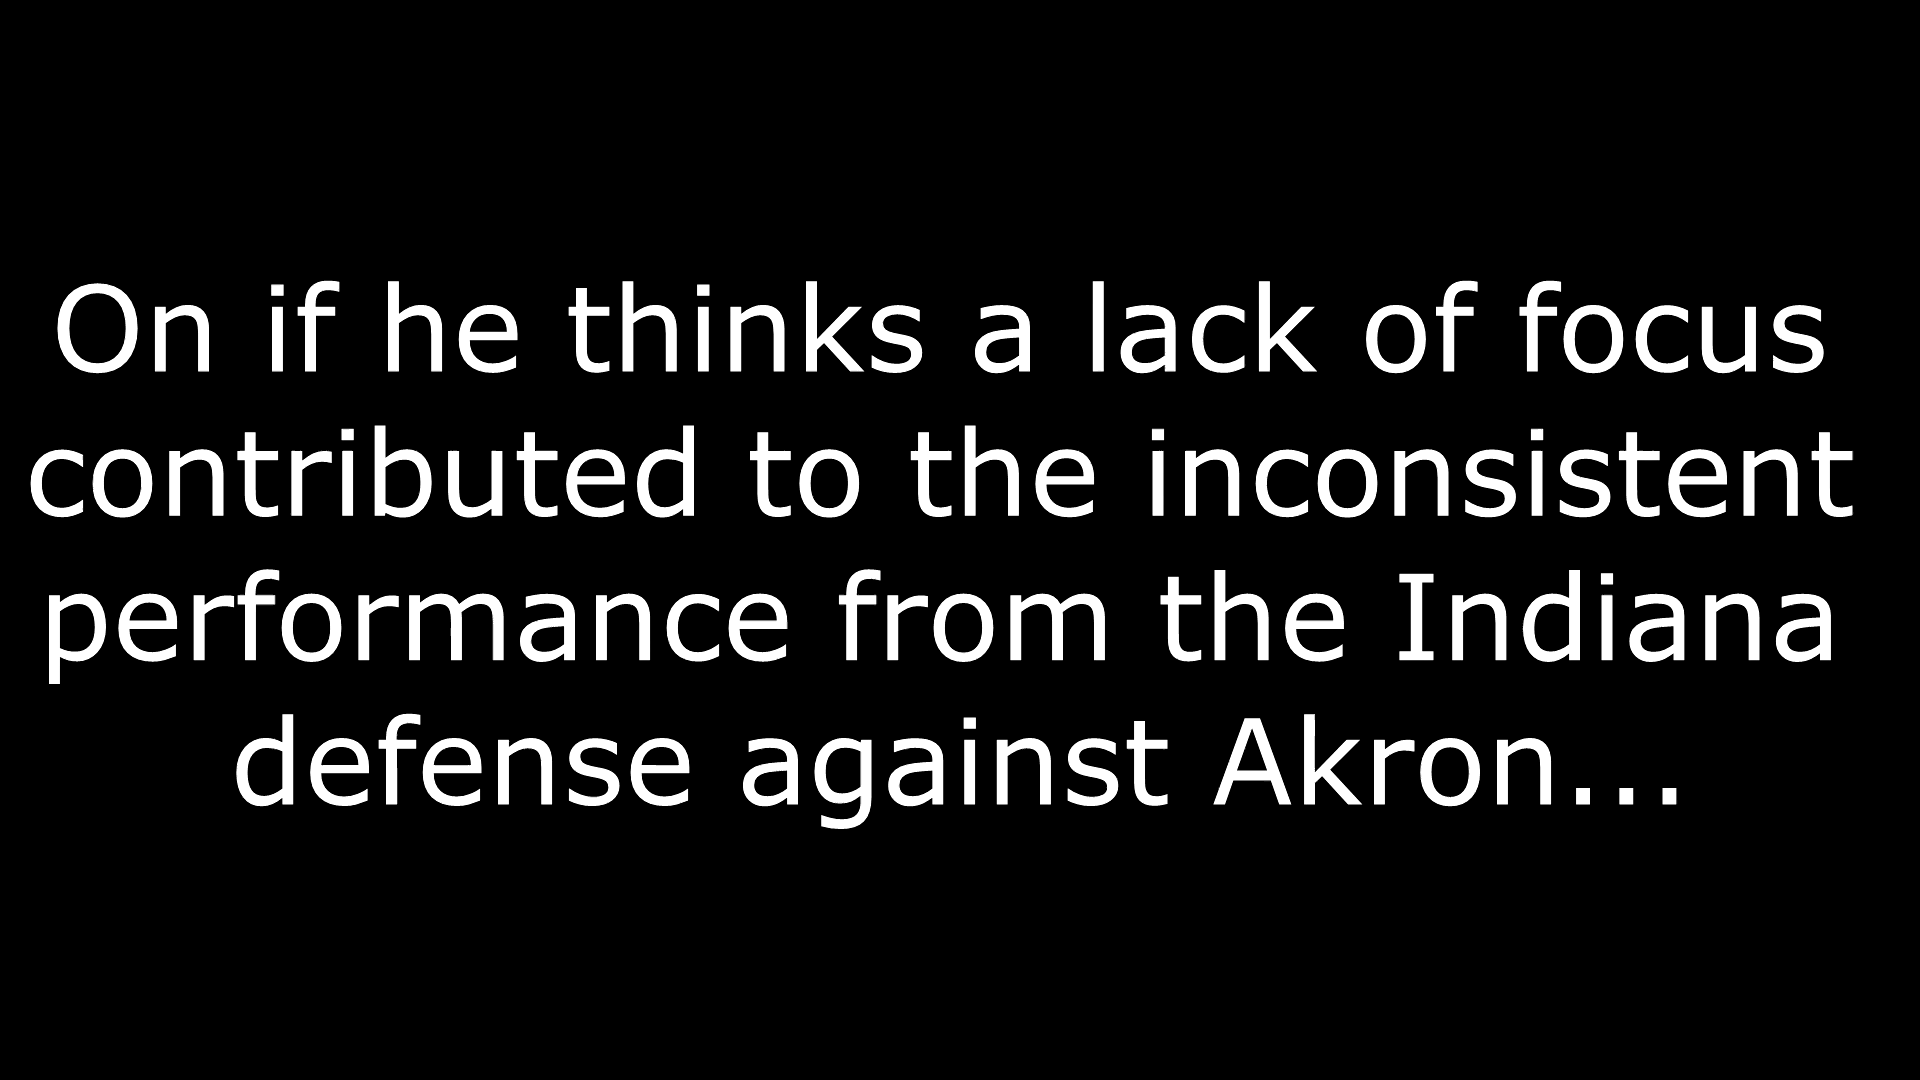 On if he thinks a lack of focus
contributed to the inconsistent
performance from the Indiana
defense against Akron...